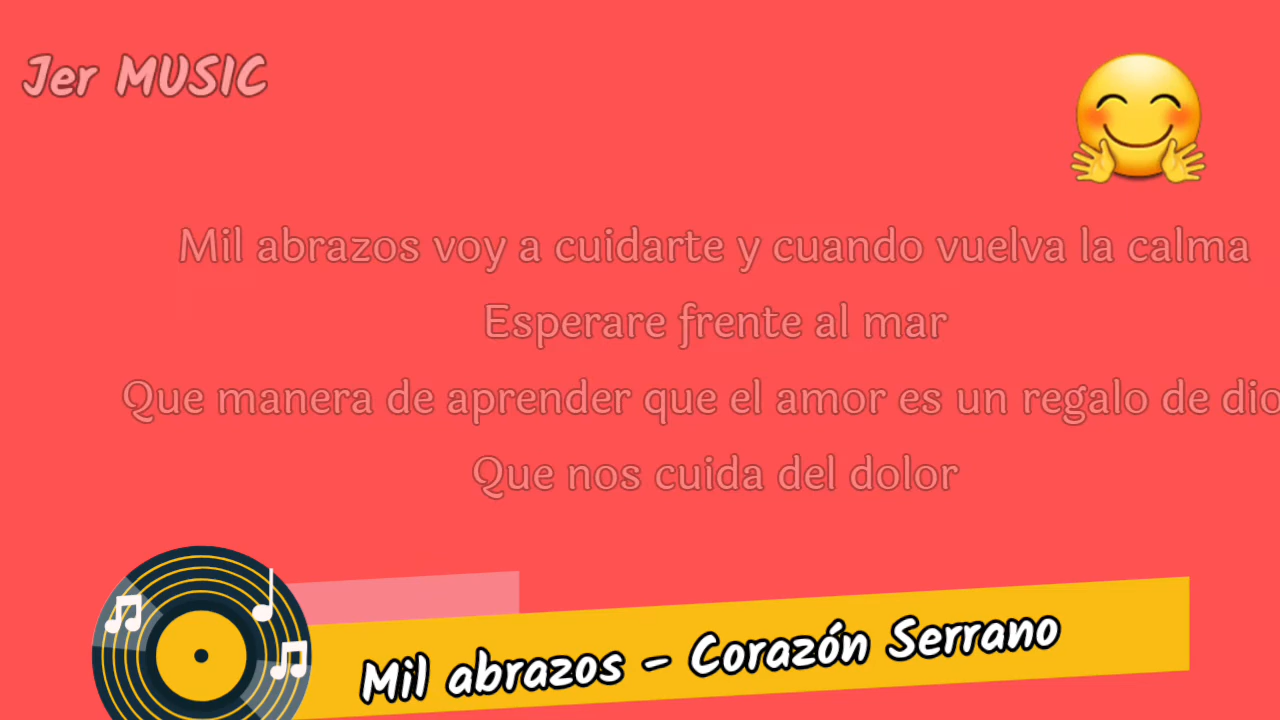 Jer MUSIC
Mil abrazos voy a cuidarte y cuando vuelva la calma
Esperare frente al mar
Que manera de aprender que el amor es un regalo de dio
Que nos cuida del dolor
Mil abrazos - Corazón Serrano